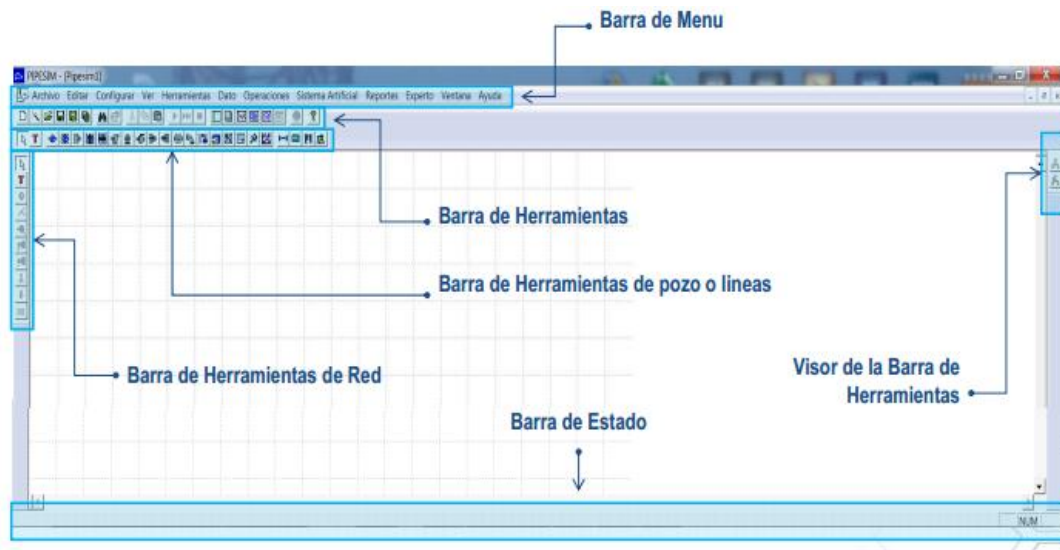 Barra de Menu
PIPESIM - [Pipesim1]
Archivo Editar Configurar Ver Herramientas Dato Operaciones Sistema Artificial Reportes Experto Ventana Ayuda
Barra de Herramientas
Barra de Herramientas de pozo o lineas
Barra de Herramientas de Red
Visor de la Barra de
Herramientas
Barra de Estado
NUM